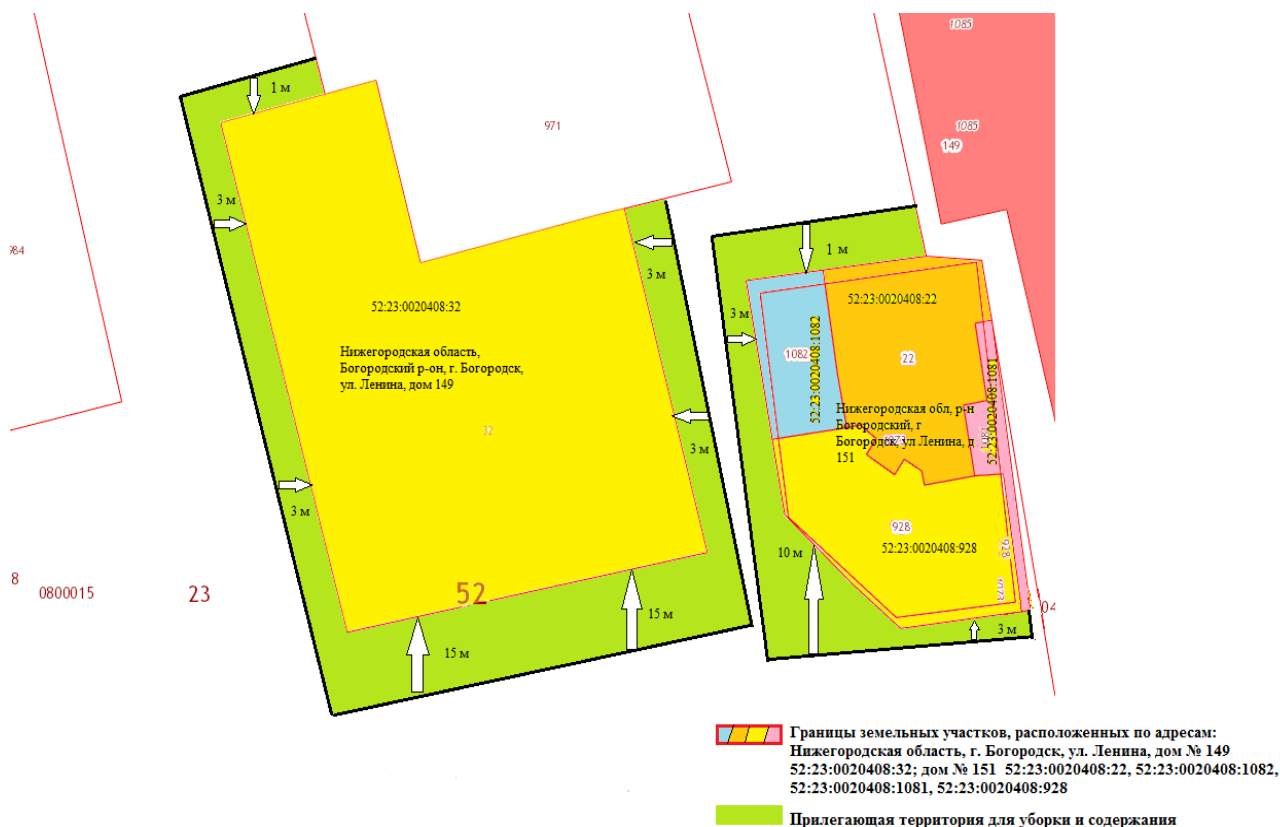 1085
1 м
971
1085
149
3 м
984
1 м
3 м
52:23:0020408:32
52:23:0020408:22
3 м
Нижегородская область,
Богородский р-он, г. Богородск,
ул. Ленина, дом 149
1082
52:23:0020408:1082
22
52:23:0020408:1081
32
Нижегородская обл, р-н
Богородский, г
Богородск, ул Ленина, д
151
1081
3 м
3 м
928
52:23:0020408:928
928
10 м
8
0800015
23
52
1023
04
15 м
3 м
15 м
Границы земельных участков, расположенных по адресам:
Нижегородская область, г. Богородск, ул. Ленина, дом № 149
52:23:0020408:32; дом № 151 52:23:0020408:22, 52:23:0020408:1082,
52:23:0020408:1081, 52:23:0020408:928
Прилегающая территория для уборки и содержания